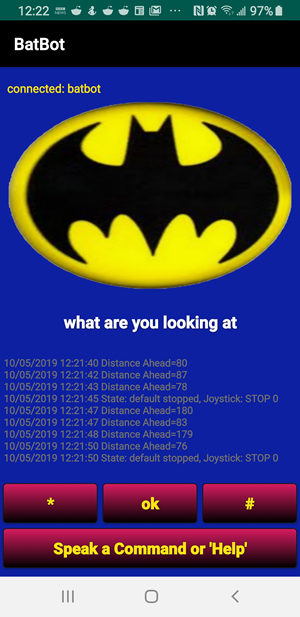 12:22 BBC NEWS 97%
BatBot
connected: batbot
what are you looking at
10/05/2019 12:21:40 Distance Ahead=80
10/05/2019 12:21:42 Distance Ahead=87
10/05/2019 12:21:43 Distance Ahead=78
10/05/2019 12:21:45 State: default stopped, Joystick: STOP 0
10/05/2019 12:21:47 Distance Ahead=180
10/05/2019 12:21:47 Distance Ahead=83
10/05/2019 12:21:48 Distance Ahead=179
10/05/2019 12:21:50 Distance Ahead=76
10/05/2019 12:21:50 State: default stopped, Joystick: STOP 0
* ok #
Speak a Command or 'Help'